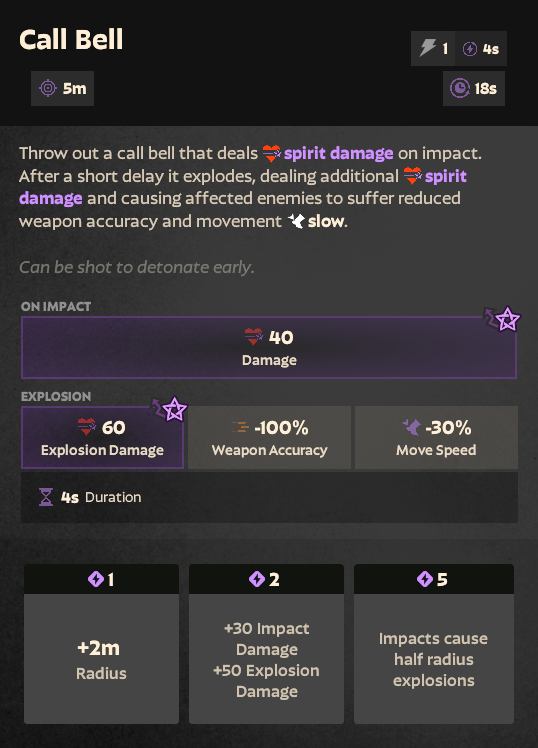 Call Bell
1 4s
5m 18s
Throw out a call bell that deals spirit damage on impact.
After a short delay it explodes, dealing additional spirit
damage and causing affected enemies to suffer reduced
weapon accuracy and movement slow.
Can be shot to detonate early.
ON IMPACT
40
Damage
EXPLOSION
60
Explosion Damage
-100%
Weapon Accuracy
-30%
Move Speed
4s Duration
1
+2m
Radius
2
+30 Impact
Damage
+50 Explosion
Damage
5
Impacts cause
half radius
explosions